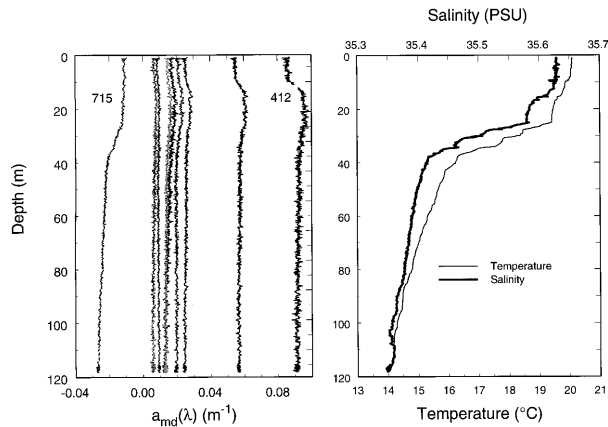 Salinity (PSU)
35.3 35.4 35.5 35.6 35.7
0
20
40
60
80
100
120
Depth (m)
715
412
-0.04 0.00 0.04 0.08
a_md(λ) (m⁻¹)
0
20
40
60
80
100
120
Temperature
Salinity
13 14 15 16 17 18 19 20 21
Temperature (°C)